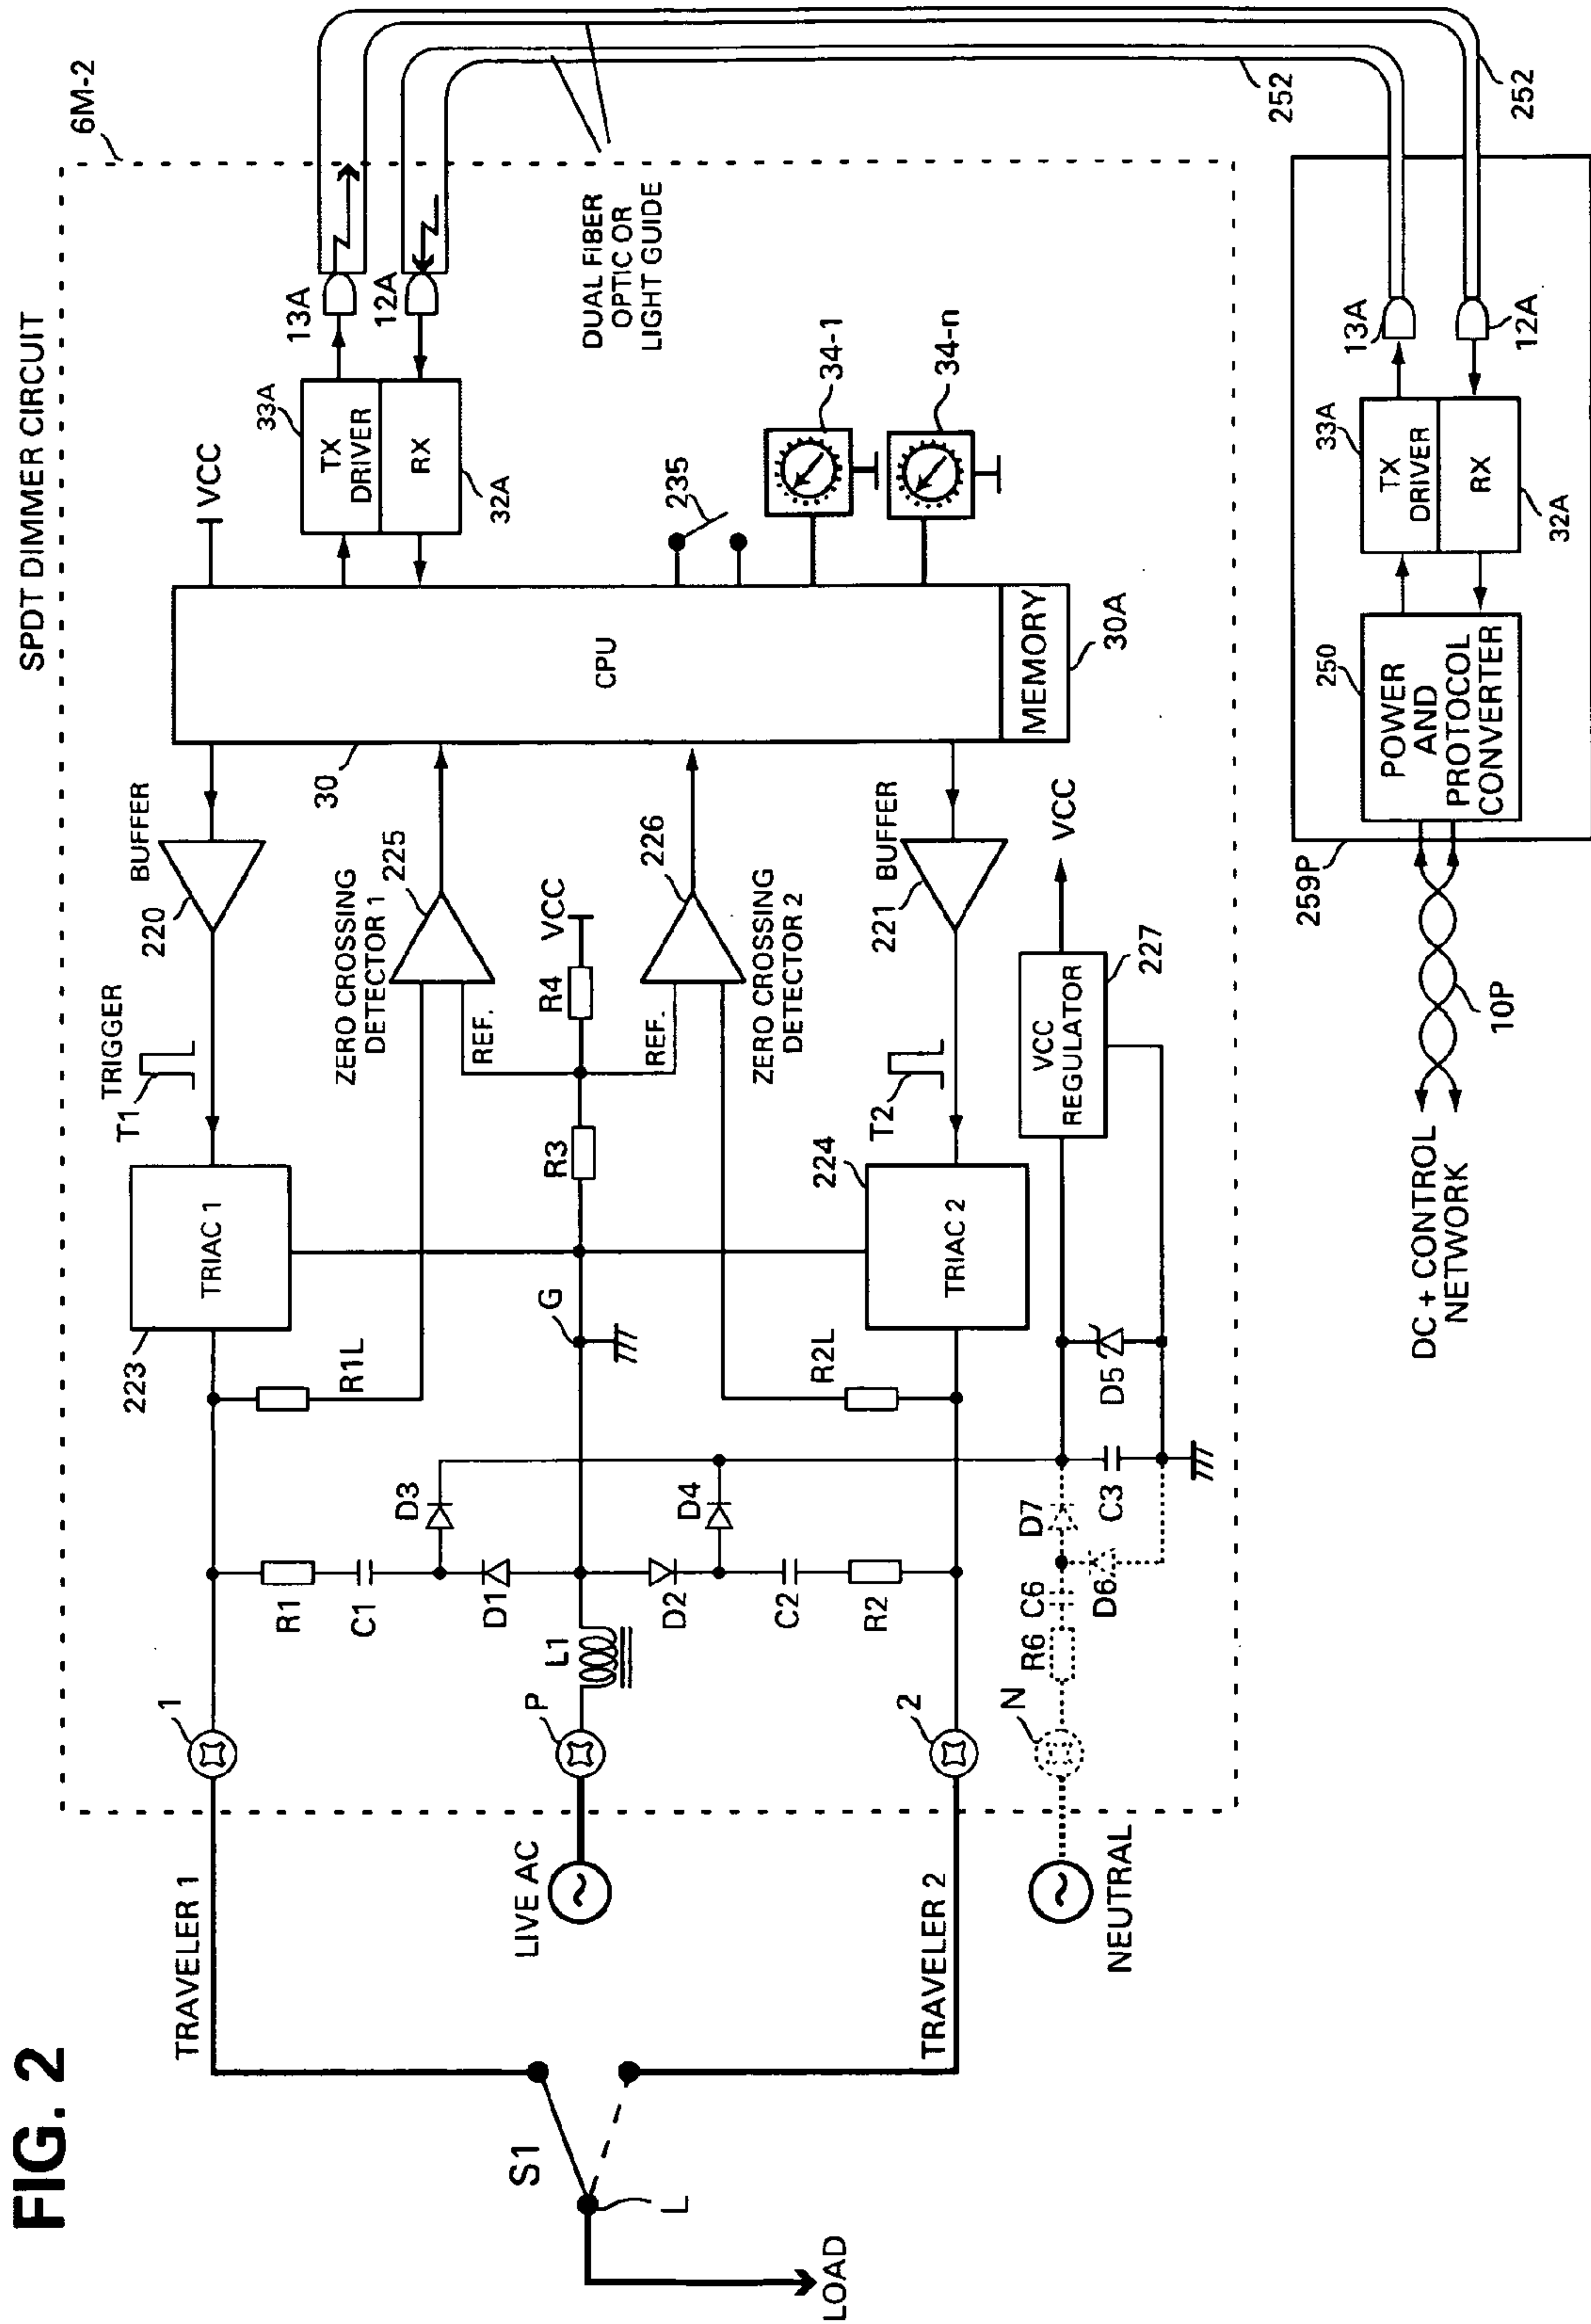 FIG. 2
SPDT DIMMER CIRCUIT
6M-2
TRAVELER 1
1
223
TRIAC 1
T1
TRIGGER
220
BUFFER
VCC
33A
TX
DRIVER
RX
32A
13A
12A
R1
C1
D3
D1
R1L
ZERO CROSSING
DETECTOR 1
225
30
CPU
MEMORY
30A
DUAL FIBER
OPTIC OR
LIGHT GUIDE
252
252
S1
L
LOAD
LIVE AC
P
L1
G
R3
REF.
R4
VCC
REF.
226
235
34-1
34-n
D2
D4
C2
R2
R2L
ZERO CROSSING
DETECTOR 2
TRAVELER 2
2
224
TRIAC 2
T2
221
BUFFER
NEUTRAL
N
R6
C6
D7
D6
C3
D5
VCC
REGULATOR
227
VCC
DC + CONTROL
NETWORK
10P
259P
250
POWER
AND
PROTOCOL
CONVERTER
33A
TX
DRIVER
RX
32A
13A
12A